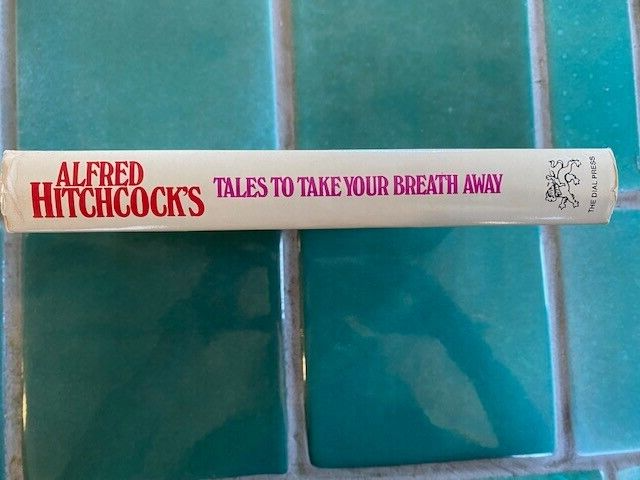 ALFRED
HITCHCOCK'S
TALES TO TAKE YOUR BREATH AWAY
THE DIAL PRESS